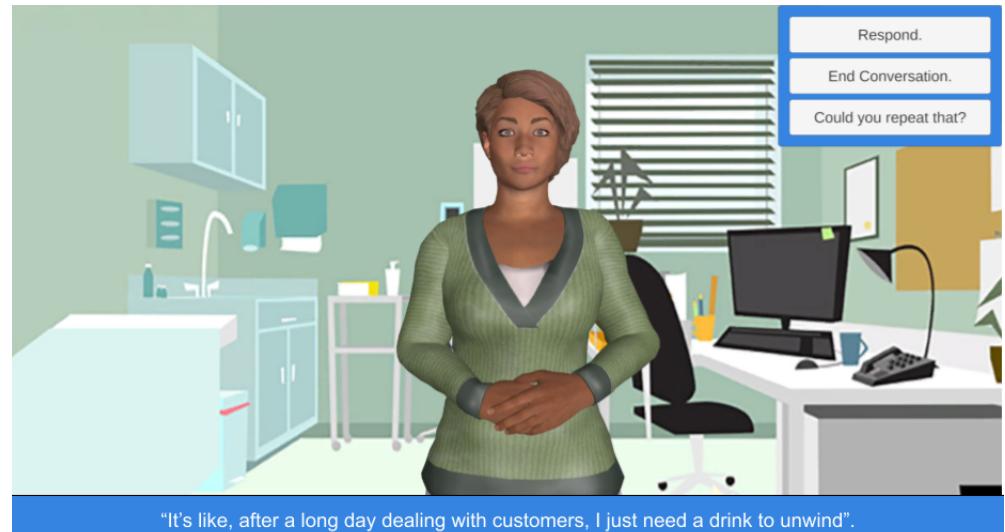 Respond.
End Conversation.
Could you repeat that?
“It’s like, after a long day dealing with customers, I just need a drink to unwind”.